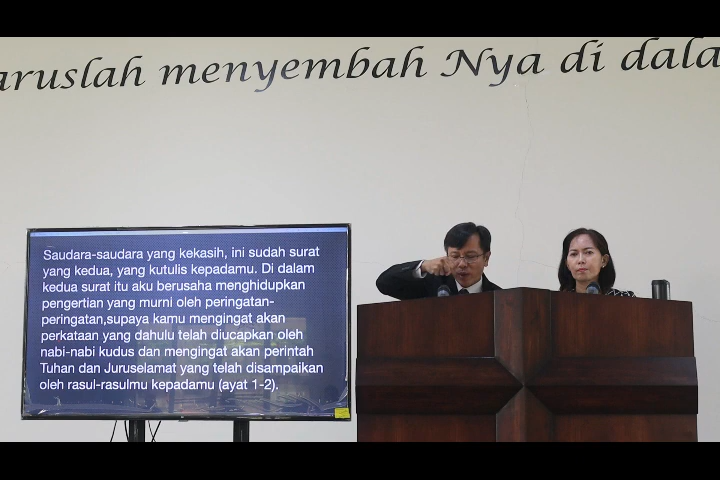 aruslah menyembah Nya di dala
Saudara-saudara yang kekasih, ini sudah surat
yang kedua, yang kutulis kepadamu. Di dalam
kedua surat itu aku berusaha menghidupkan
pengertian yang murni oleh peringatan-
peringatan,supaya kamu mengingat akan
perkataan yang dahulu telah diucapkan oleh
nabi-nabi kudus dan mengingat akan perintah
Tuhan dan Juruselamat yang telah disampaikan
oleh rasul-rasulmu kepadamu (ayat 1-2).